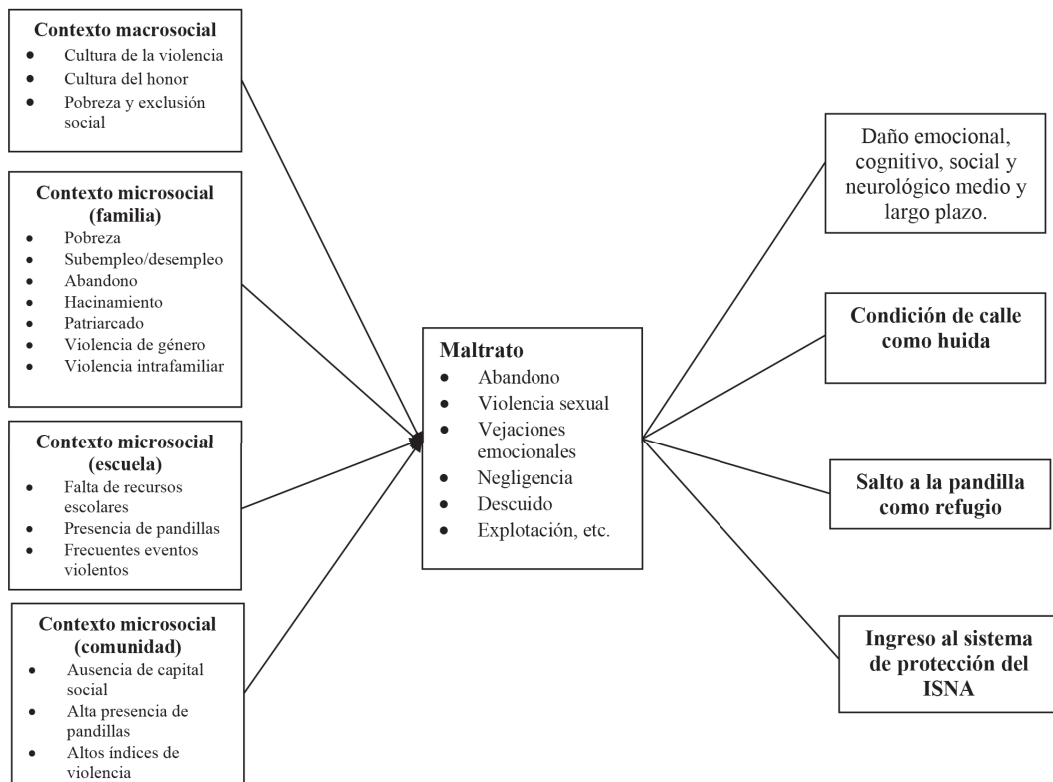 Contexto macrosocial
● Cultura de la violencia
● Cultura del honor
● Pobreza y exclusión
social
Contexto microsocial
(familia)
● Pobreza
● Subempleo/desempleo
● Abandono
● Hacinamiento
● Patriarcado
● Violencia de género
● Violencia intrafamiliar
Contexto microsocial
(escuela)
● Falta de recursos
escolares
● Presencia de pandillas
● Frecuentes eventos
violentos
Contexto microsocial
(comunidad)
● Ausencia de capital
social
● Alta presencia de
pandillas
● Altos índices de
violencia
Maltrato
● Abandono
● Violencia sexual
● Vejaciones
emocionales
● Negligencia
● Descuido
● Explotación, etc.
Daño emocional,
cognitivo, social y
neurológico medio y
largo plazo.
Condición de calle
como huida
Salto a la pandilla
como refugio
Ingreso al sistema
de protección del
ISNA